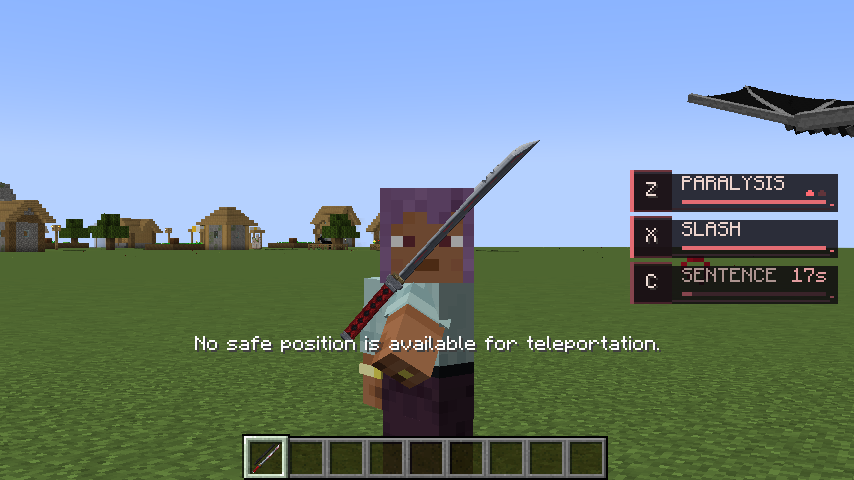 Z PARALYSIS
X SLASH
C SENTENCE 17s
No safe position is available for teleportation.